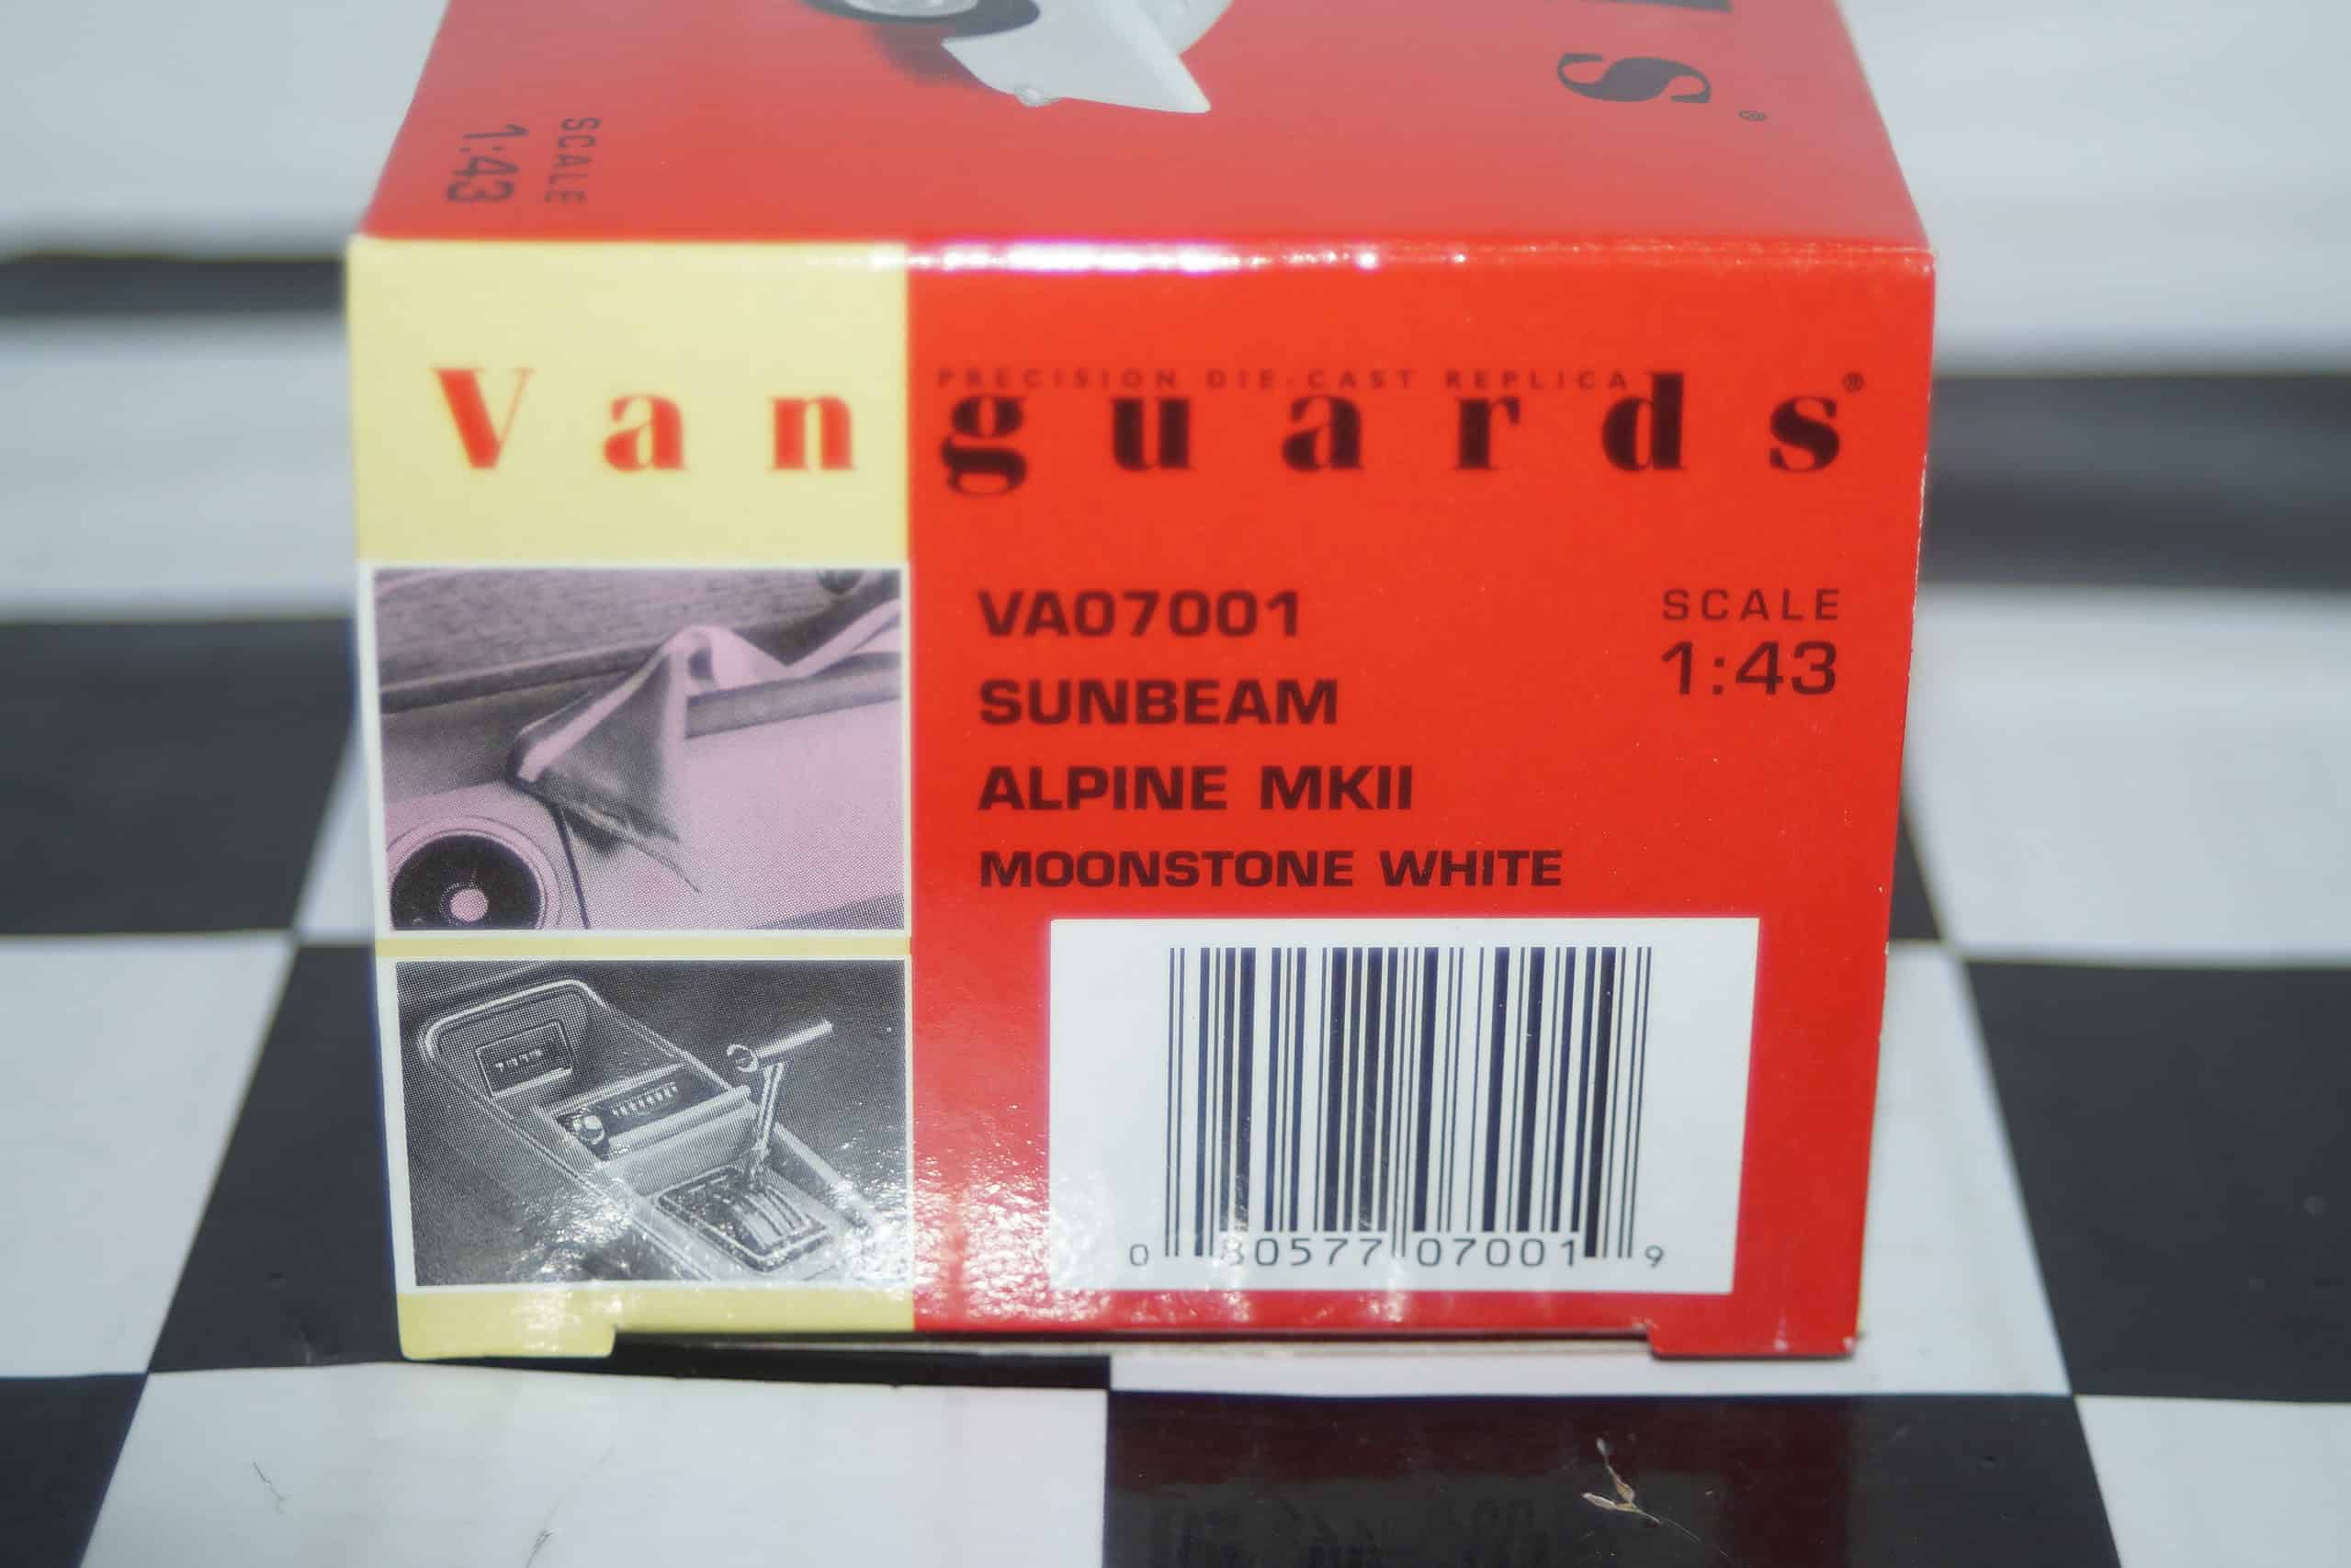 S®
SCALE
1:43
PRECISION DIE-CAST REPLICA
Vanguards®
VA07001
SUNBEAM
ALPINE MKII
MOONSTONE WHITE
SCALE
1:43
0 80577 07001 9